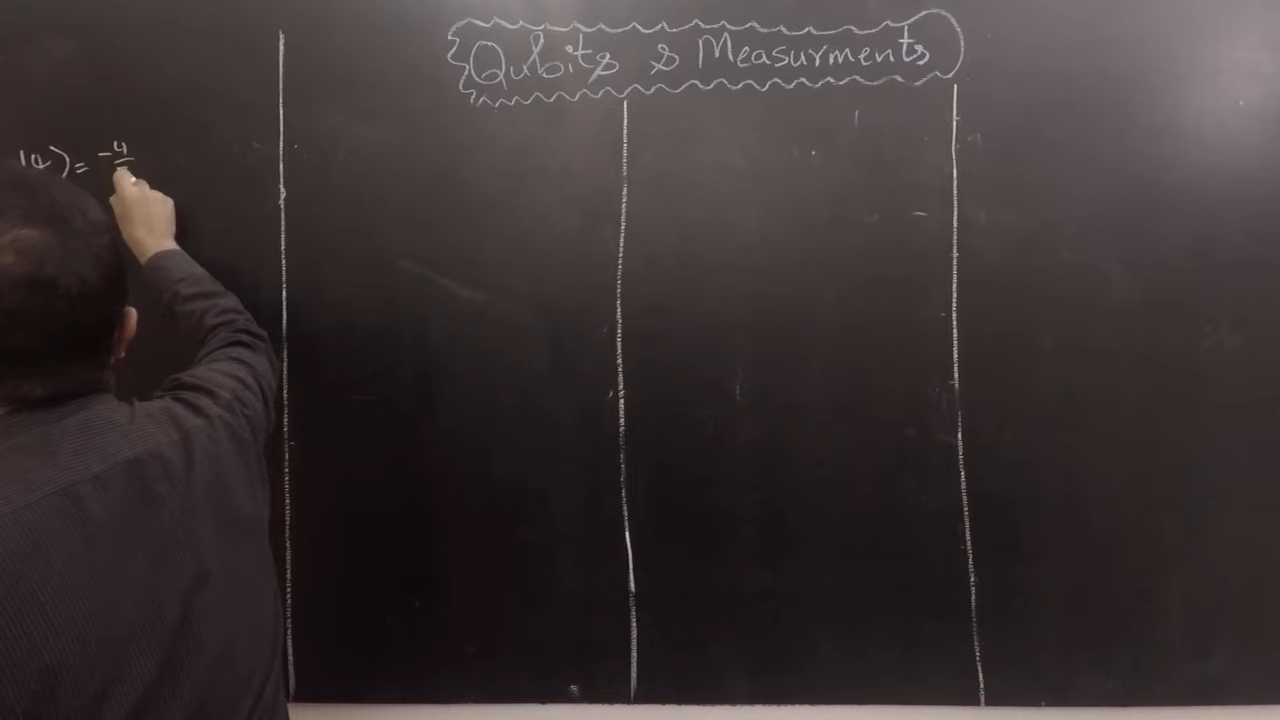 Qubits & Measurments
|ψ⟩ = -4